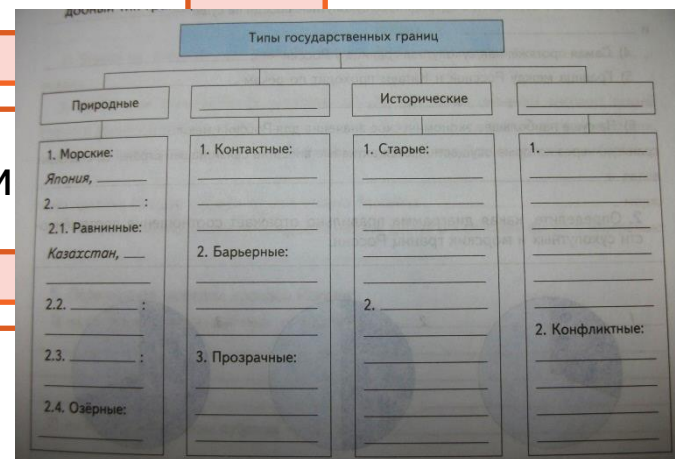 Типы государственных границ
Природные
Исторические
1. Морские:
Япония,
2. :
2.1. Равнинные:
Казахстан,
2.2. :
2.3. :
2.4. Озёрные:
1. Контактные:
2. Барьерные:
3. Прозрачные:
1. Старые:
2.
1.
2. Конфликтные:
и